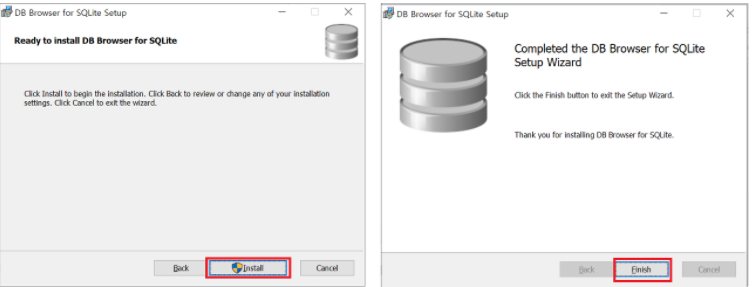 DB Browser for SQLite Setup
Ready to install DB Browser for SQLite
Click Install to begin the installation. Click Back to review or change any of your installation
settings. Click Cancel to exit the wizard.
Back
Install
Cancel
DB Browser for SQLite Setup
Completed the DB Browser for SQLite
Setup Wizard
Click the Finish button to exit the Setup Wizard.
Thank you for installing DB Browser for SQLite.
Back
Finish
Cancel